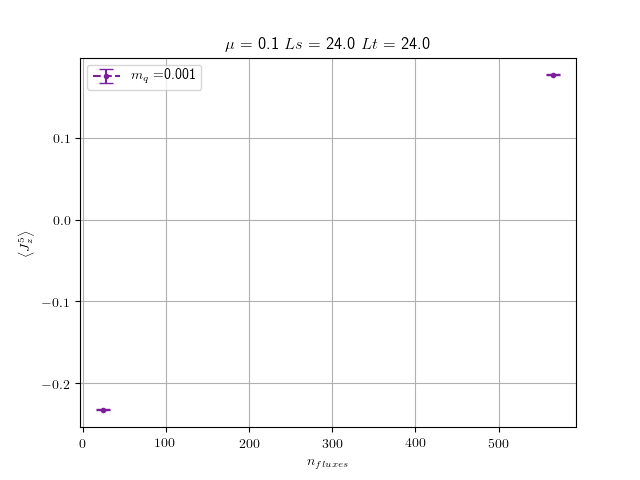 μ = 0.1 Ls = 24.0 Lt = 24.0
m_q =0.001
0.1
0.0
−0.1
−0.2
⟨J_z^5⟩
0 100 200 300 400 500
n_fluxes